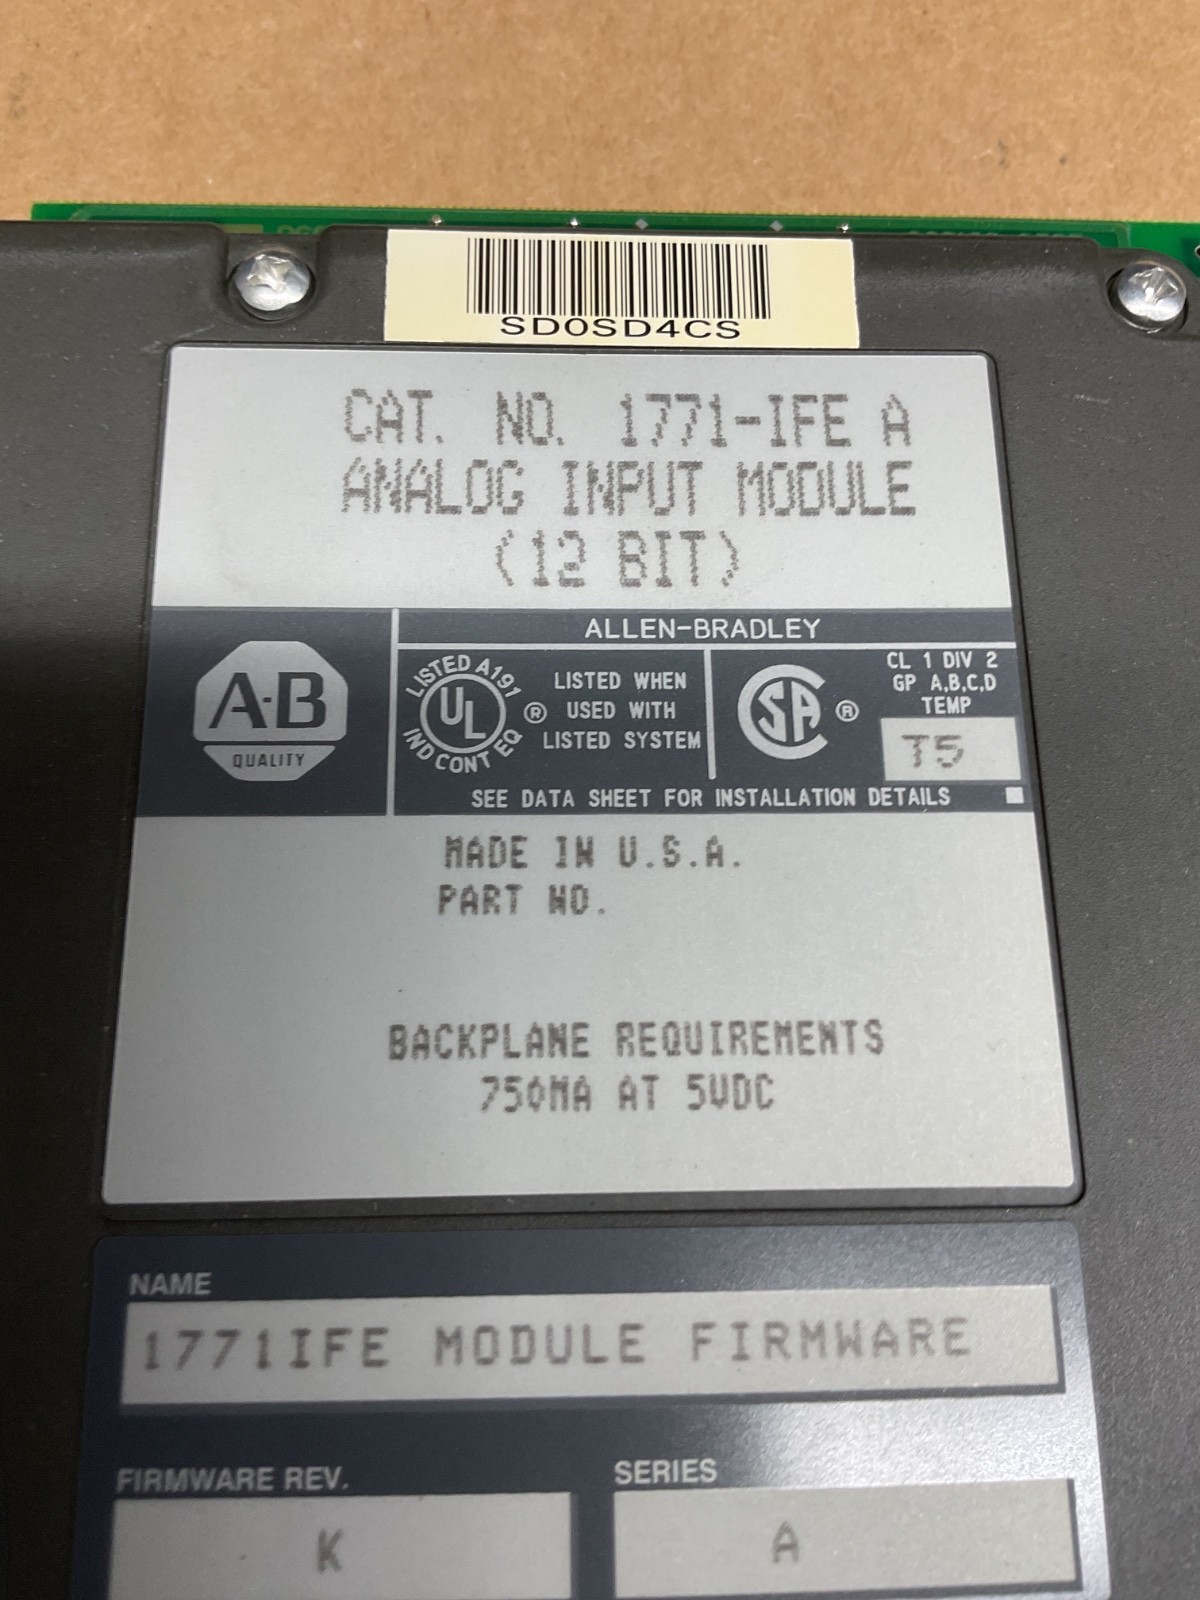 SD0SD4CS
CAT. NO. 1771-IFE A
ANALOG INPUT MODULE
(12 BIT)
ALLEN-BRADLEY
A-B
QUALITY
LISTED A191
UL
IND CONT EQ
®
LISTED WHEN
USED WITH
LISTED SYSTEM
SA ®
CL 1 DIV 2
GP A,B,C,D
TEMP
T5
SEE DATA SHEET FOR INSTALLATION DETAILS
MADE IN U.S.A.
PART NO.
BACKPLANE REQUIREMENTS
750MA AT 5VDC
NAME
1771IFE MODULE FIRMWARE
FIRMWARE REV.
SERIES
K
A